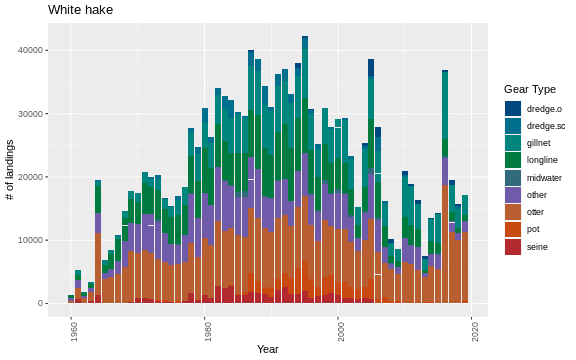 White hake
# of landings
40000
30000
20000
10000
0
1960
1980
2000
2020
Year
Gear Type
dredge.o
dredge.sc
gillnet
longline
midwater
other
otter
pot
seine